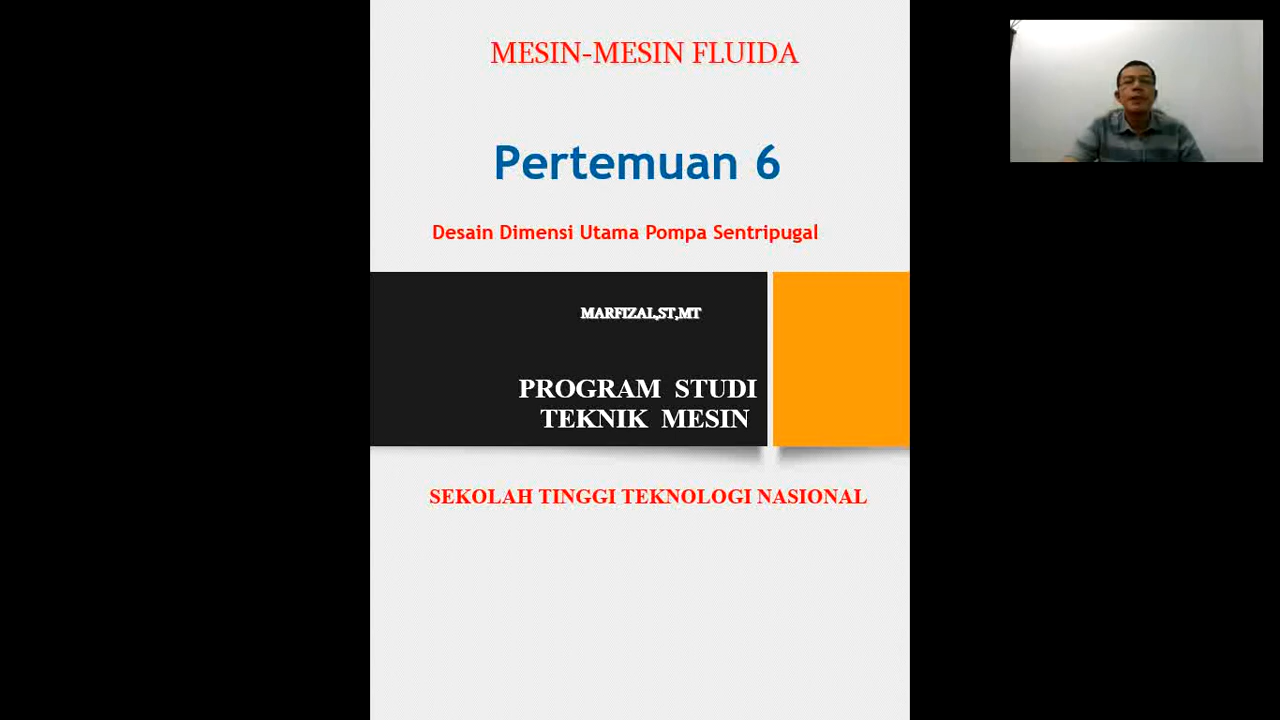 MESIN-MESIN FLUIDA
Pertemuan 6
Desain Dimensi Utama Pompa Sentripugal
MARFIZAL,ST,MT
PROGRAM STUDI
TEKNIK MESIN
SEKOLAH TINGGI TEKNOLOGI NASIONAL